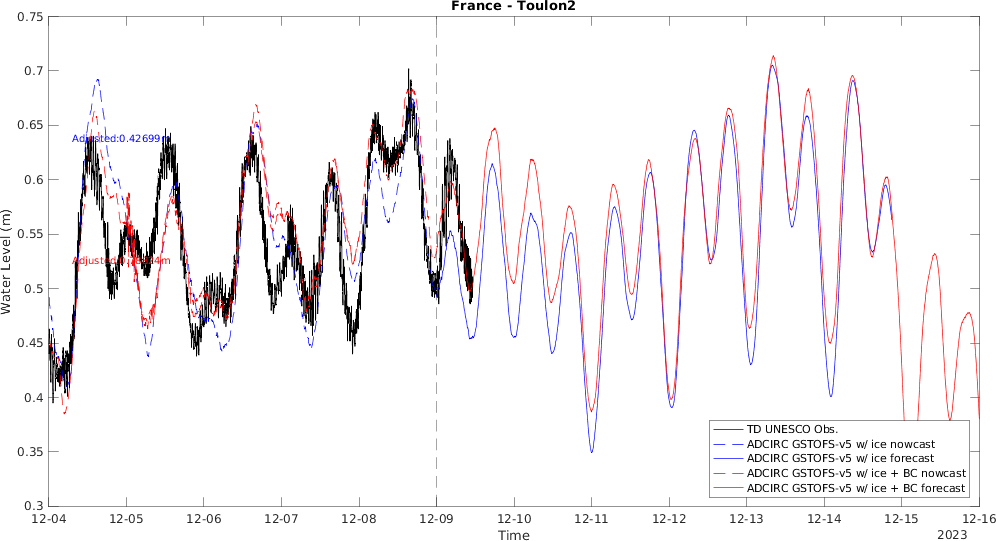 France - Toulon2
Water Level (m)
0.75
0.7
0.65
0.6
0.55
0.5
0.45
0.4
0.35
0.3
Adjusted:0.42699m
12-04
12-05
12-06
12-07
12-08
12-09
12-10
12-11
12-12
12-13
12-14
12-15
12-16
Time
2023
TD UNESCO Obs.
ADCIRC GSTOFS-v5 w/ ice nowcast
ADCIRC GSTOFS-v5 w/ ice forecast
ADCIRC GSTOFS-v5 w/ ice + BC nowcast
ADCIRC GSTOFS-v5 w/ ice + BC forecast